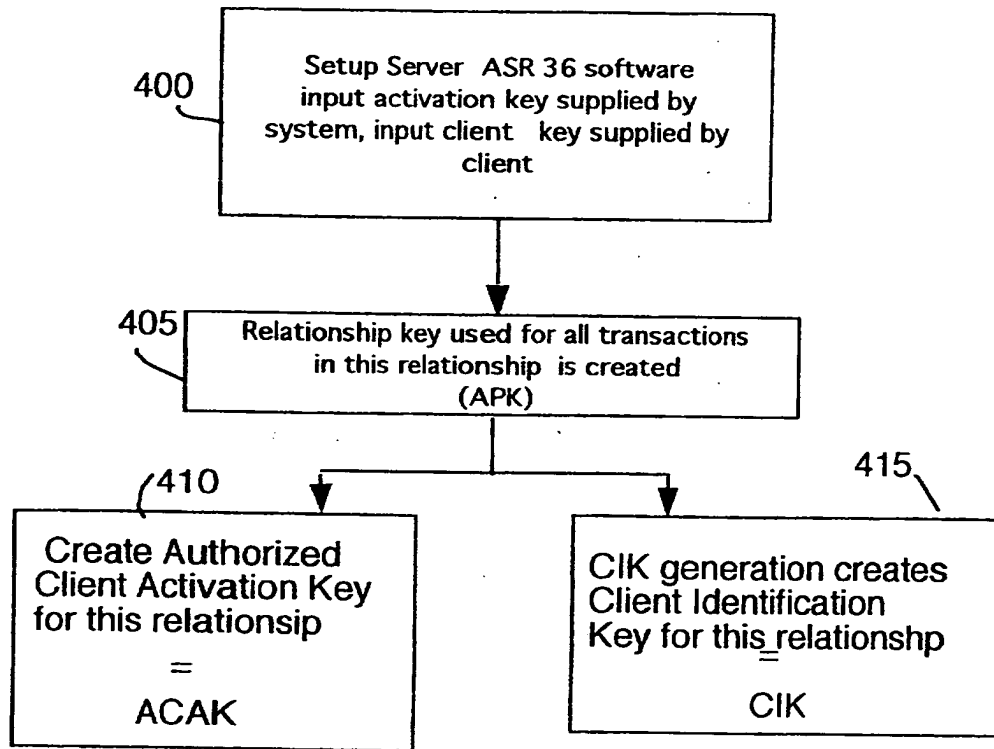 400
Setup Server ASR 36 software
input activation key supplied by
system, input client key supplied by
client
405
Relationship key used for all transactions
in this relationship is created
(APK)
410
Create Authorized
Client Activation Key
for this relationsip
=
ACAK
415
CIK generation creates
Client Identification
Key for this relationshp
=
CIK